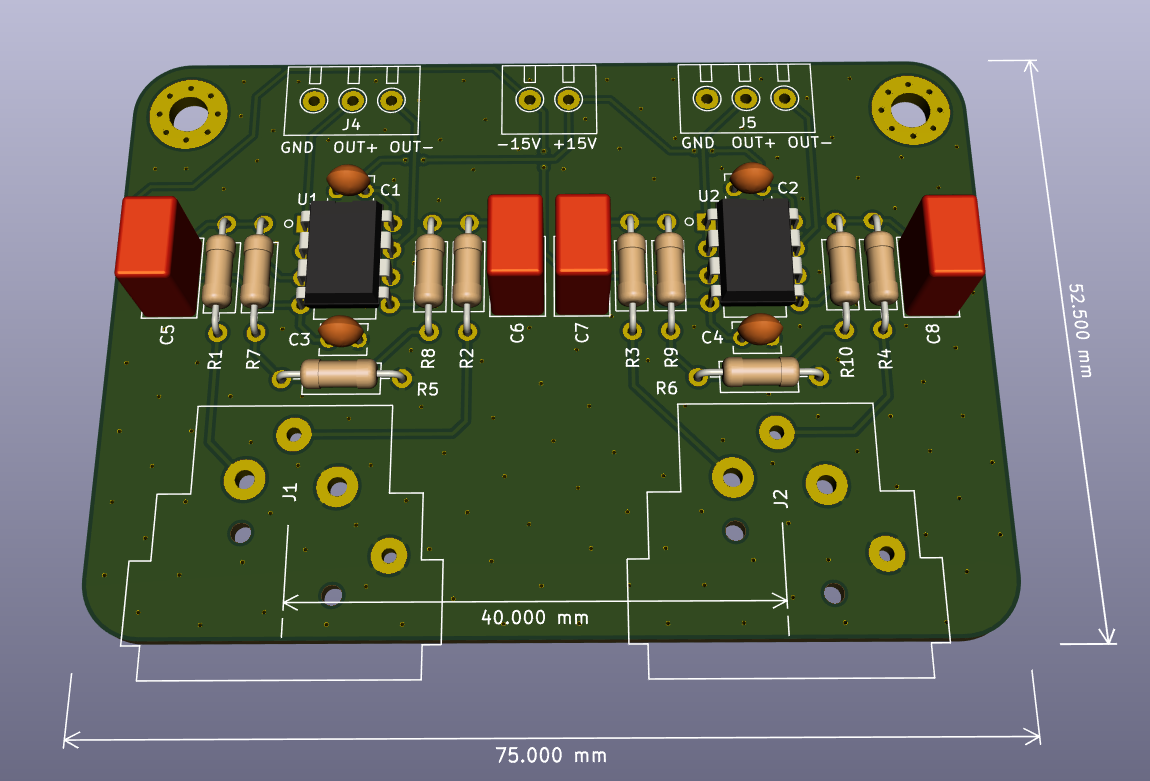 J4
J5
GND OUT+ OUT-
-15V +15V
GND OUT+ OUT-
U1
C1
U2
C2
C5
R1
R7
C3
R8
R2
C6
C7
R3
R9
C4
R10
R4
C8
R5
R6
J1
J2
52.500 mm
40.000 mm
75.000 mm